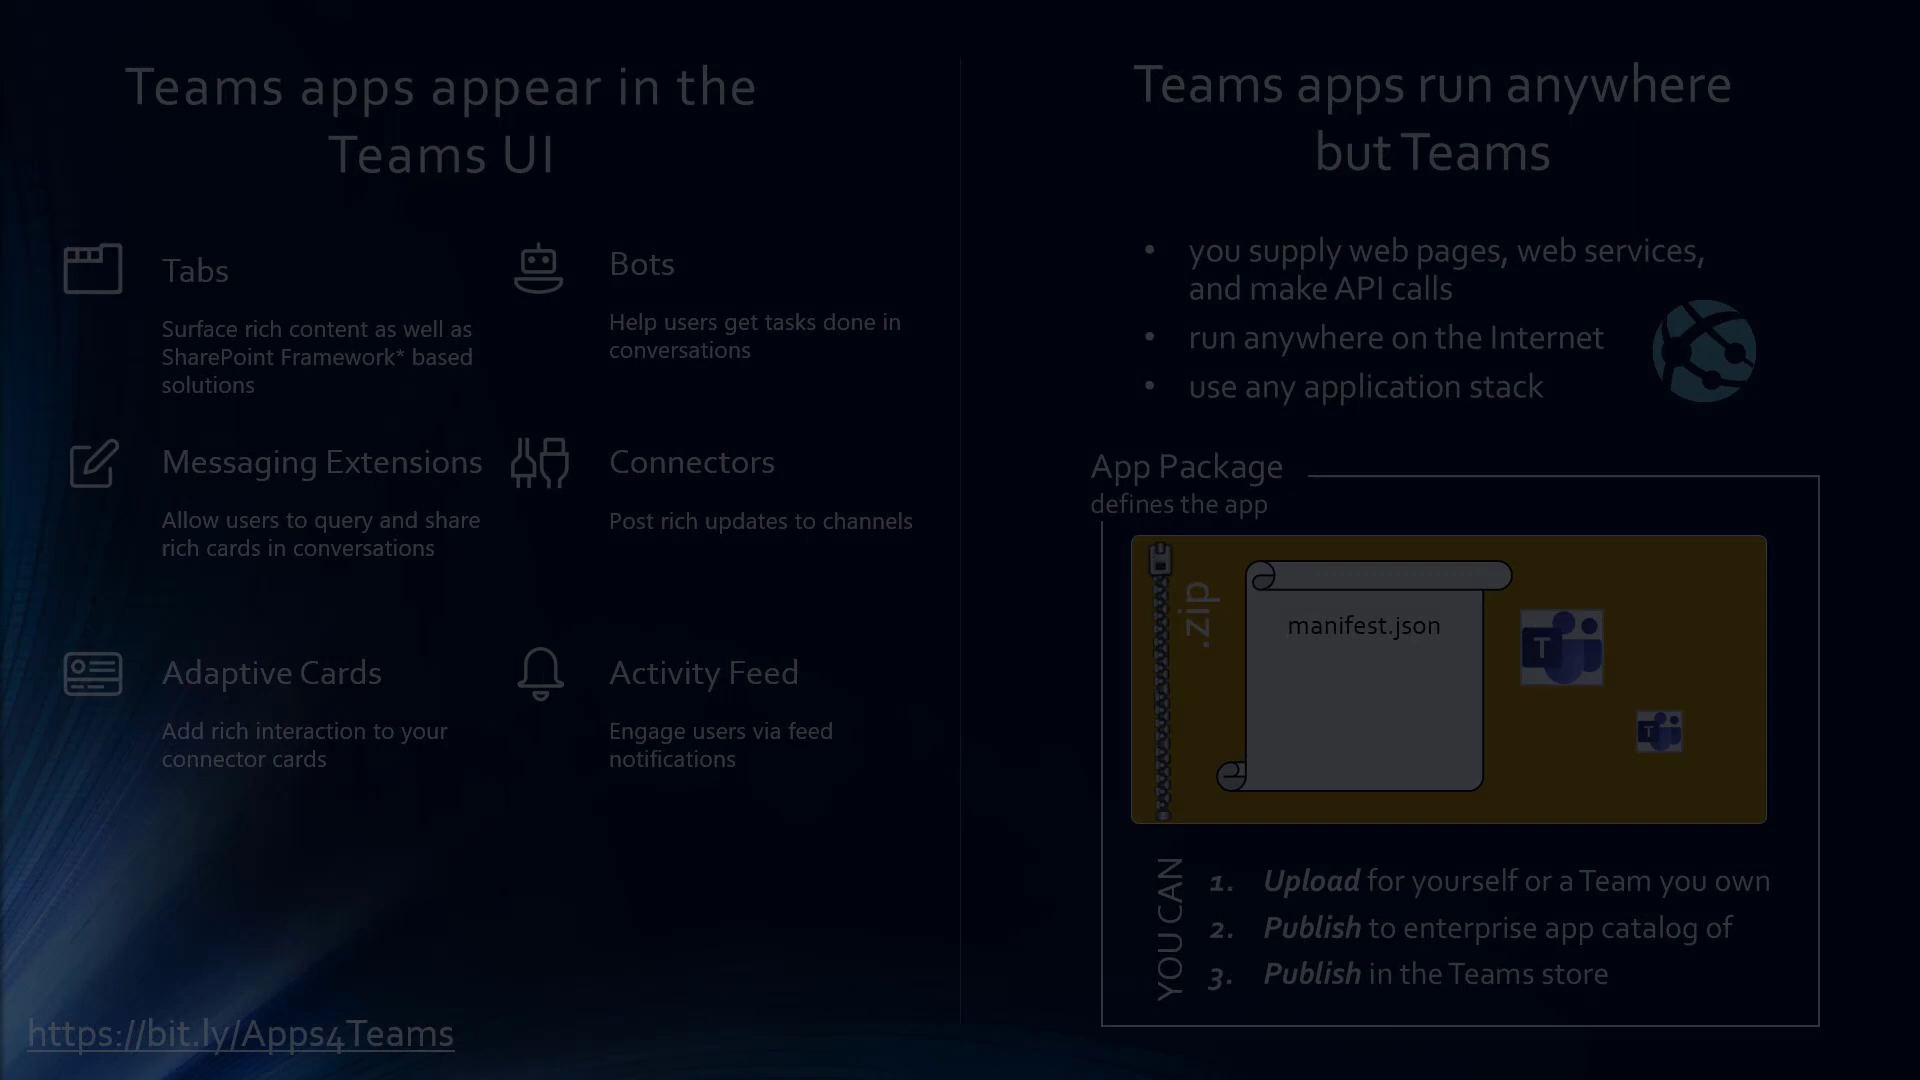 Teams apps appear in the
Teams UI
Tabs
Surface rich content as well as
SharePoint Framework* based
solutions
Bots
Help users get tasks done in
conversations
Messaging Extensions
Allow users to query and share
rich cards in conversations
Connectors
Post rich updates to channels
Adaptive Cards
Add rich interaction to your
connector cards
Activity Feed
Engage users via feed
notifications
https://bit.ly/Apps4Teams
Teams apps run anywhere
but Teams
• you supply web pages, web services,
and make API calls
• run anywhere on the Internet
• use any application stack
App Package
defines the app
.zip
manifest.json
T
T
YOU CAN
1. Upload for yourself or a Team you own
2. Publish to enterprise app catalog of
3. Publish in the Teams store